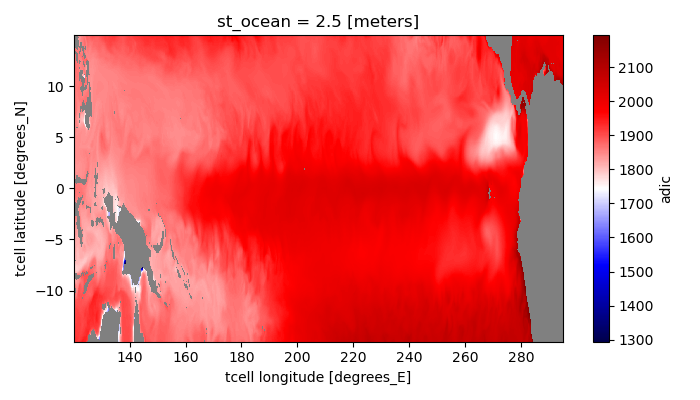 st_ocean = 2.5 [meters]
10
5
0
−5
−10
tcell latitude [degrees_N]
140 160 180 200 220 240 260 280
tcell longitude [degrees_E]
2100
2000
1900
1800
1700
1600
1500
1400
1300
adic